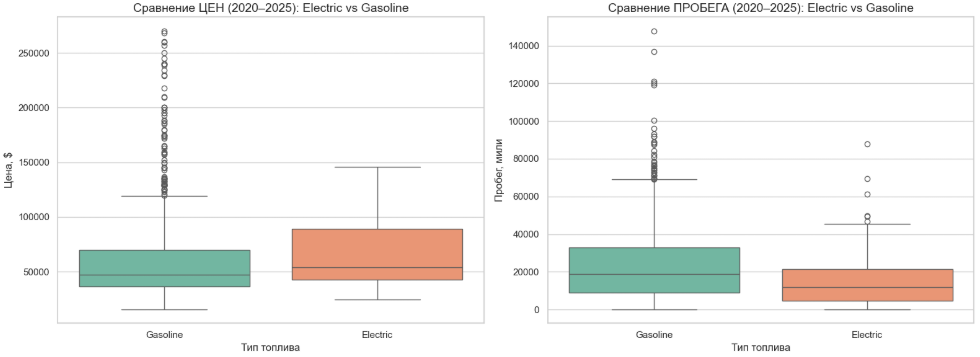 Сравнение ЦЕН (2020–2025): Electric vs Gasoline
250000
200000
150000
100000
50000
Цена, $
Gasoline
Electric
Тип топлива
Сравнение ПРОБЕГА (2020–2025): Electric vs Gasoline
140000
120000
100000
80000
60000
40000
20000
0
Пробег, мили
Gasoline
Electric
Тип топлива